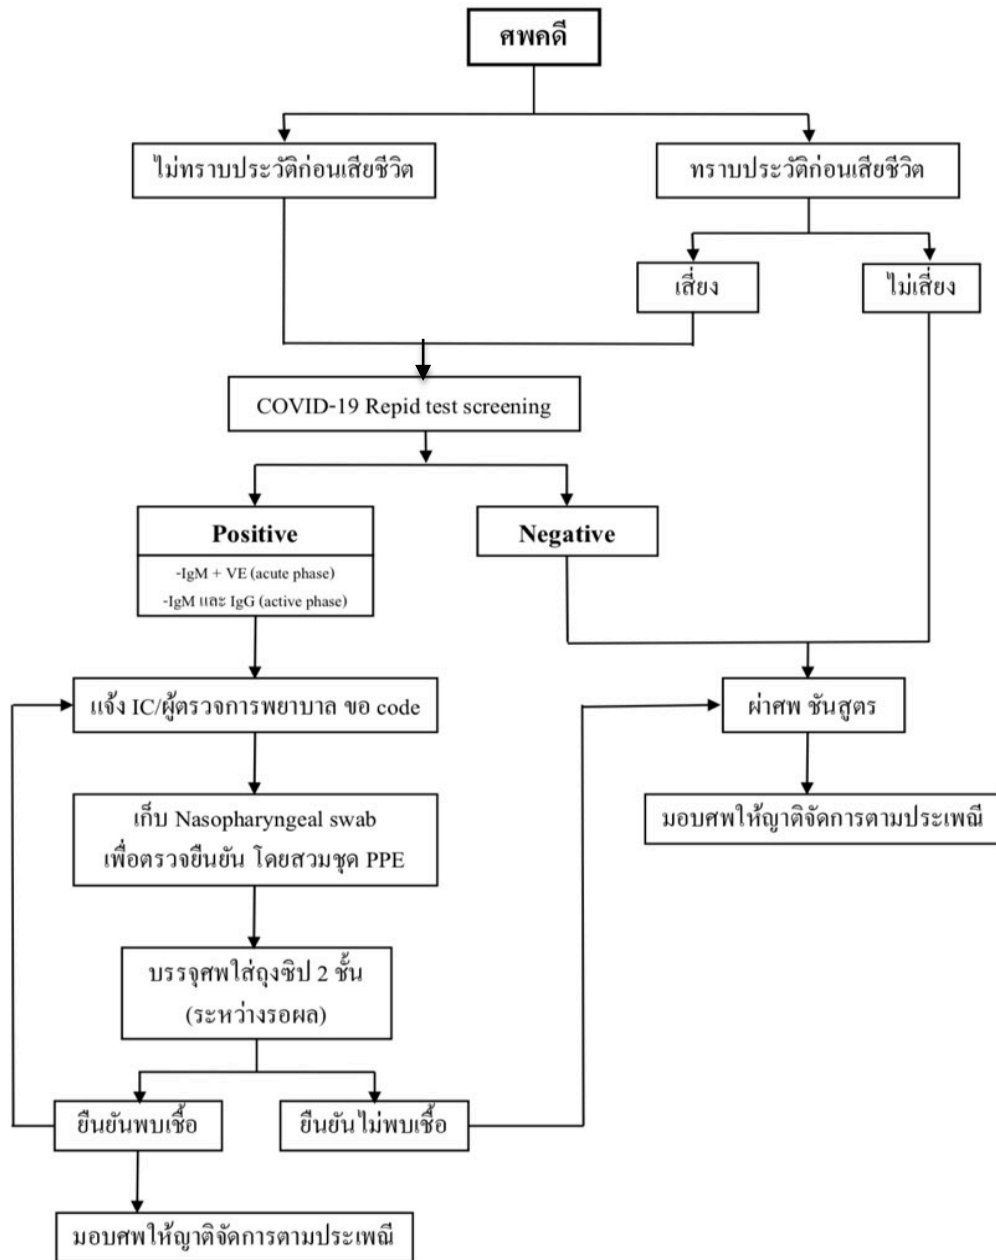 ศพคดี
ไม่ทราบประวัติก่อนเสียชีวิต
ทราบประวัติก่อนเสียชีวิต
เสี่ยง
ไม่เสี่ยง
COVID-19 Repid test screening
Positive
-IgM + VE (acute phase)
-IgM และ IgG (active phase)
Negative
แจ้ง IC/ผู้ตรวจการพยาบาล ขอ code
ผ่าศพ ชันสูตร
เก็บ Nasopharyngeal swab
เพื่อตรวจยืนยัน โดยสวมชุด PPE
มอบศพให้ญาติจัดการตามประเพณี
บรรจุศพใส่ถุงซิป 2 ชั้น
(ระหว่างรอผล)
ยืนยันพบเชื้อ
ยืนยันไม่พบเชื้อ
มอบศพให้ญาติจัดการตามประเพณี